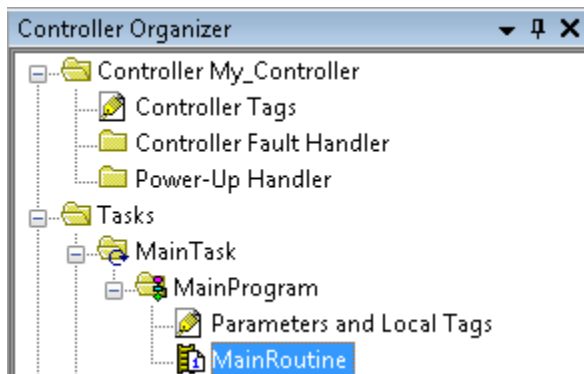 Controller Organizer
Controller My_Controller
Controller Tags
Controller Fault Handler
Power-Up Handler
Tasks
MainTask
MainProgram
Parameters and Local Tags
MainRoutine